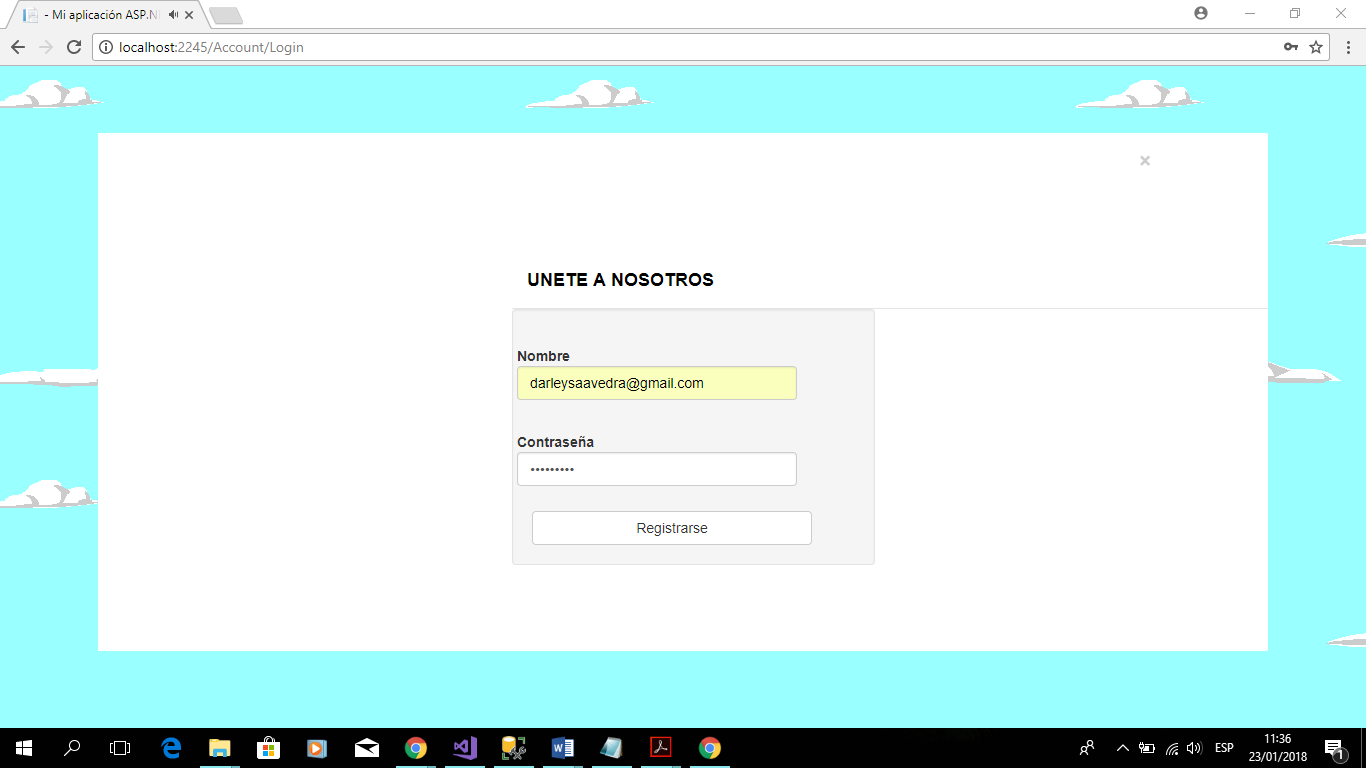 - Mi aplicación ASP.N
localhost:2245/Account/Login
×
UNETE A NOSOTROS
Nombre
darleysaavedra@gmail.com
Contraseña
•••••••••
Registrarse
ESP
11:36
23/01/2018
1